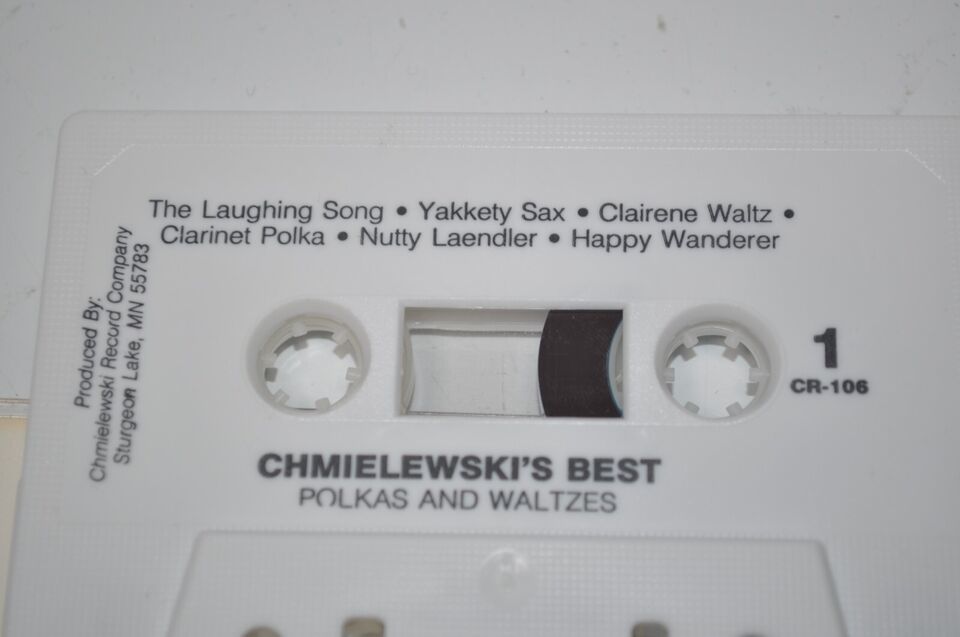 The Laughing Song • Yakkety Sax • Clairene Waltz •
Clarinet Polka • Nutty Laendler • Happy Wanderer
Produced By:
Chmielewski Record Company
Sturgeon Lake, MN 55783
1
CR-106
CHMIELEWSKI'S BEST
POLKAS AND WALTZES